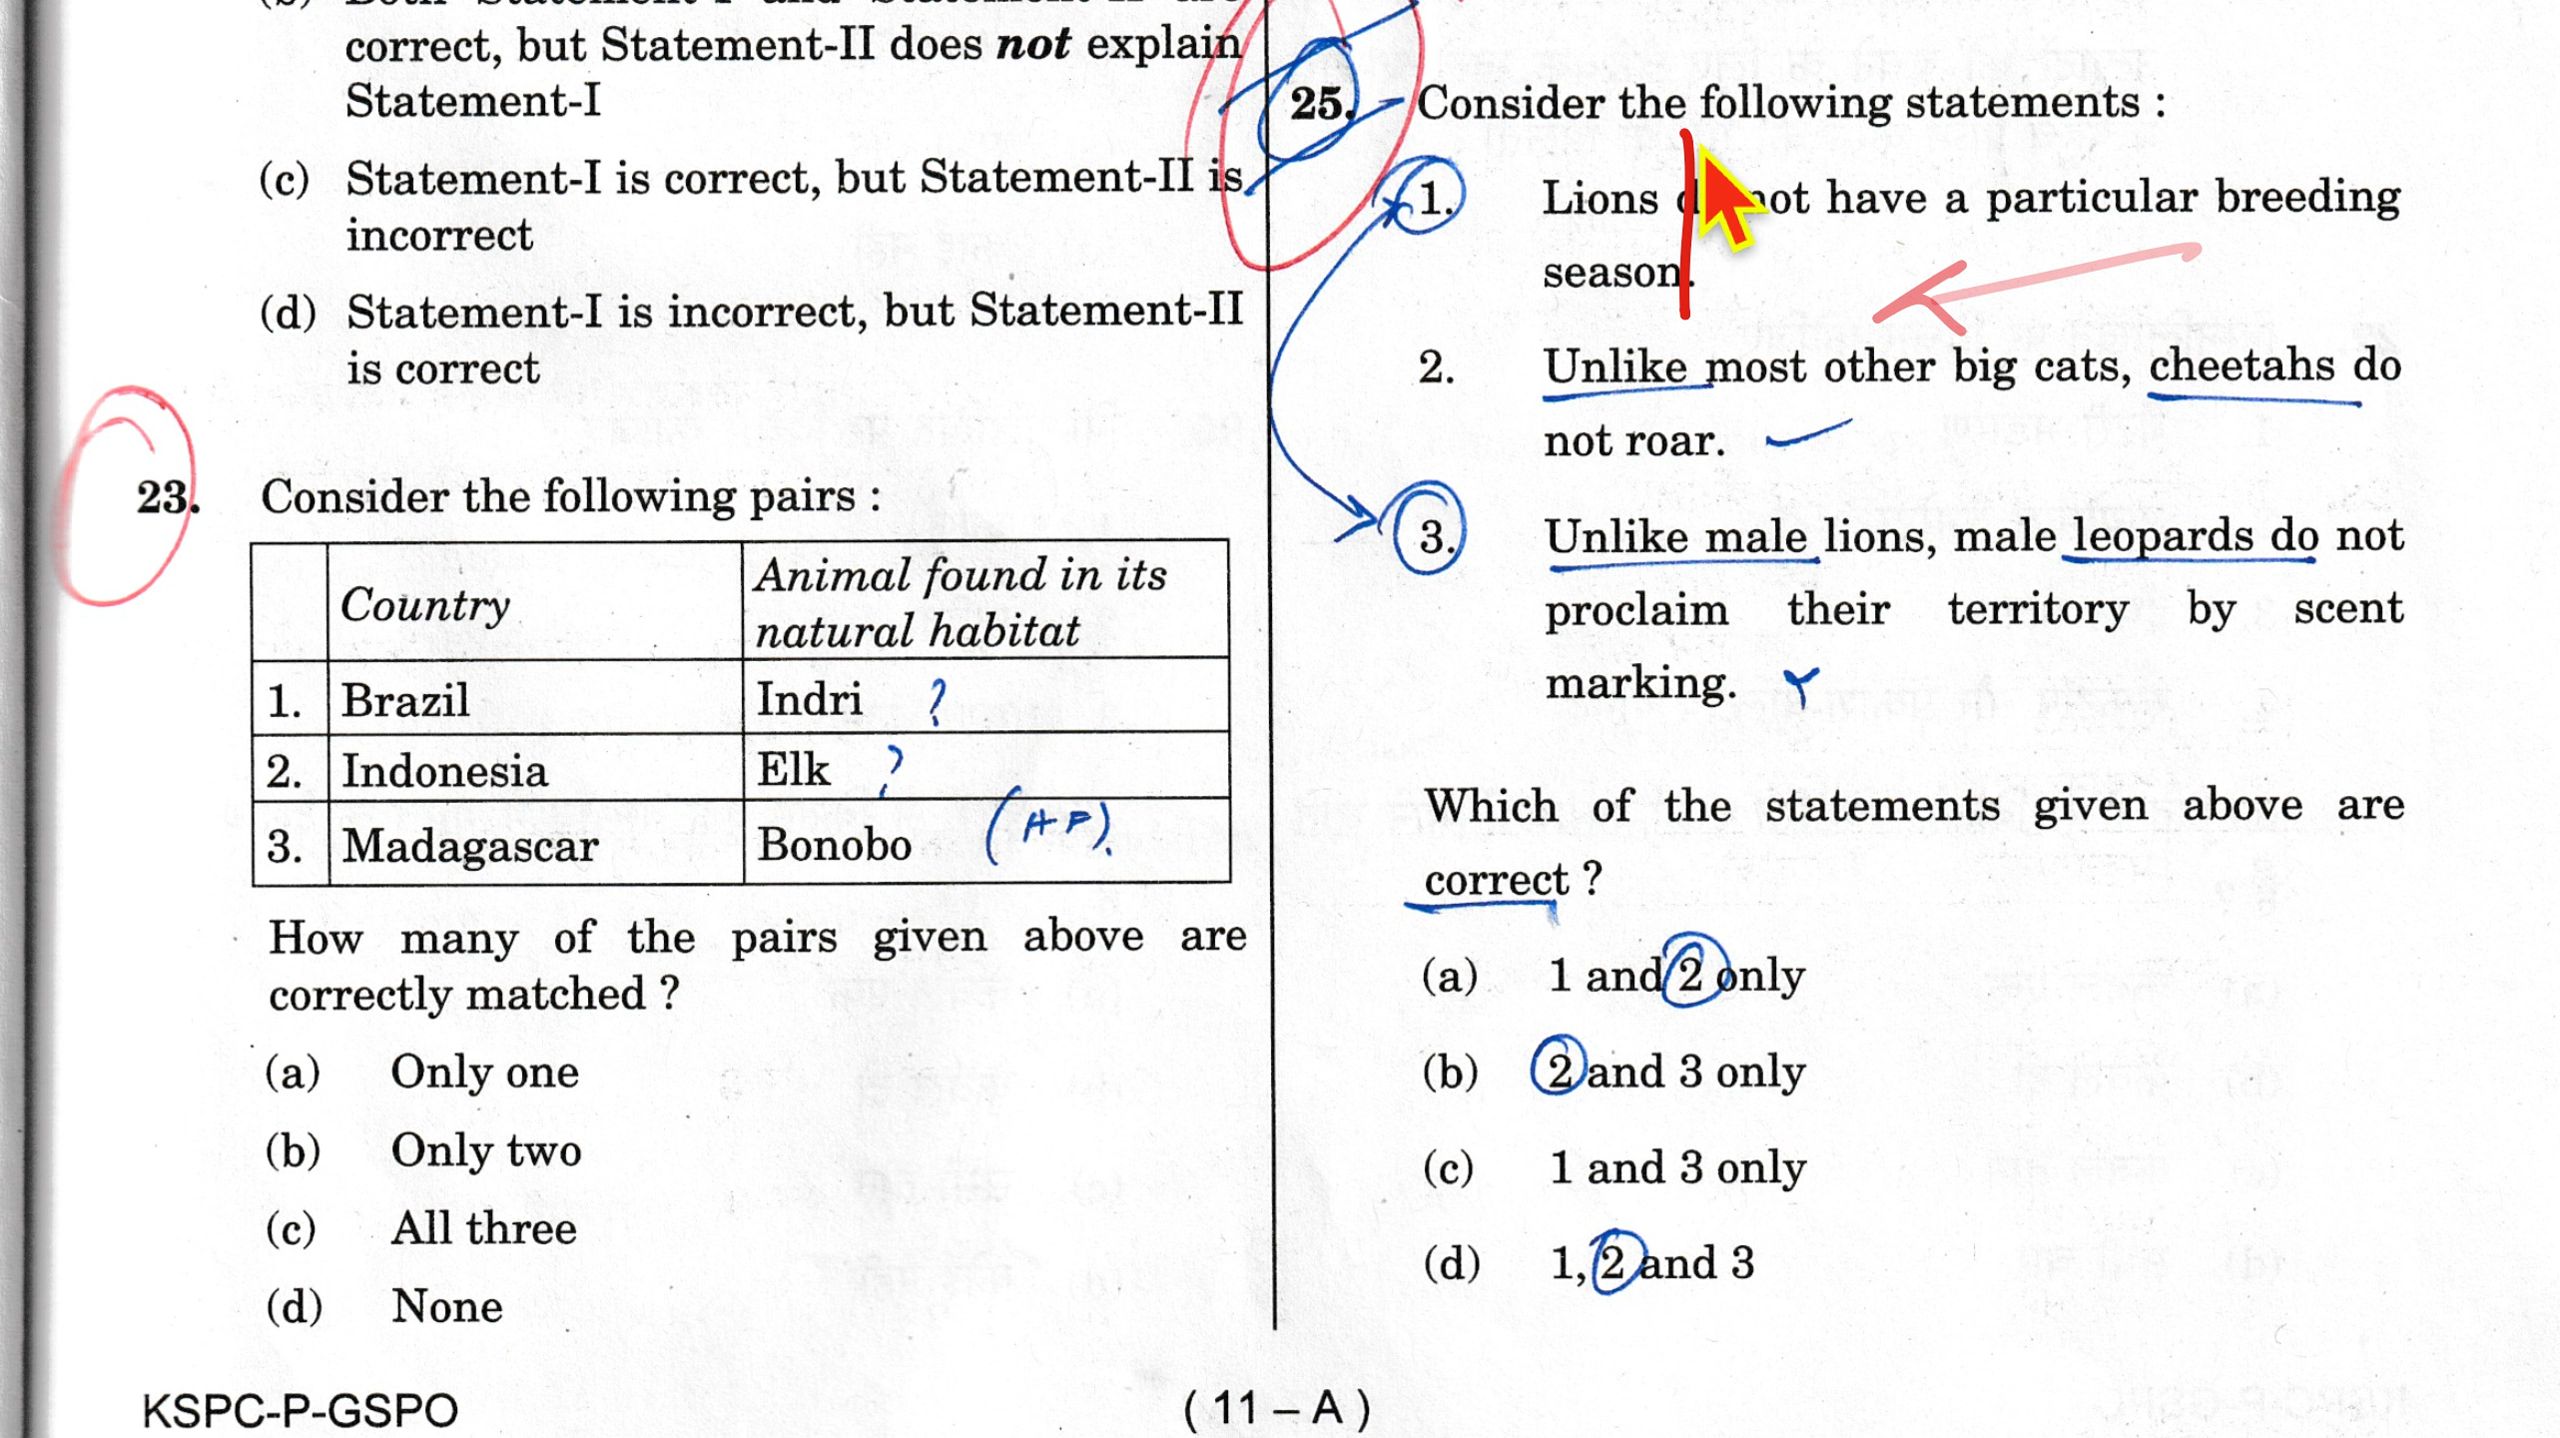 correct, but Statement-II does not explain
Statement-I
(c) Statement-I is correct, but Statement-II is
incorrect
(d) Statement-I is incorrect, but Statement-II
is correct
23. Consider the following pairs :
Country
Animal found in its
natural habitat
1. Brazil Indri ?
2. Indonesia Elk ?
3. Madagascar Bonobo
How many of the pairs given above are
correctly matched ?
(a) Only one
(b) Only two
(c) All three
(d) None
25. Consider the following statements :
1. Lions not have a particular breeding
season.
2. Unlike most other big cats, cheetahs do
not roar.
3. Unlike male lions, male leopards do not
proclaim their territory by scent
marking.
Which of the statements given above are
correct ?
(a) 1 and 2 only
(b) 2 and 3 only
(c) 1 and 3 only
(d) 1, 2 and 3
KSPC-P-GSPO
( 11 – A )